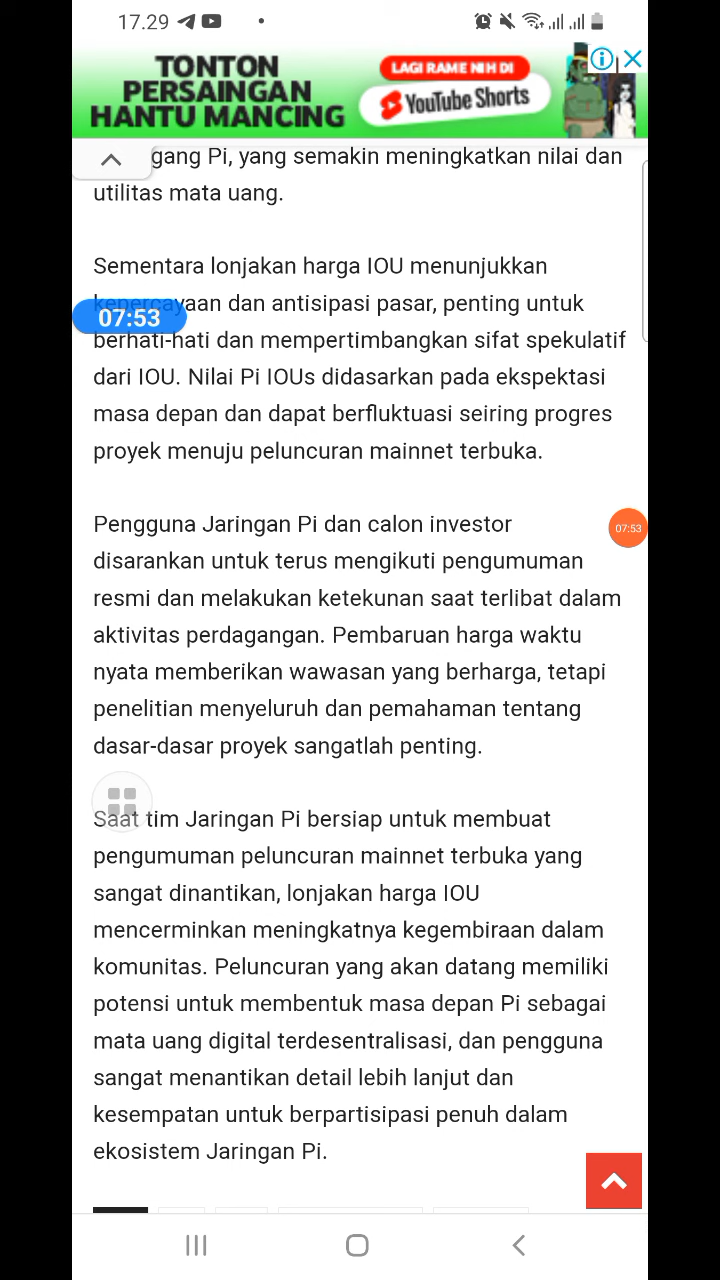 17.29
TONTON
PERSAINGAN
HANTU MANCING
LAGI RAME NIH DI
YouTube Shorts
gang Pi, yang semakin meningkatkan nilai dan
utilitas mata uang.
Sementara lonjakan harga IOU menunjukkan
kepercayaan dan antisipasi pasar, penting untuk
07:53
berhati-hati dan mempertimbangkan sifat spekulatif
dari IOU. Nilai Pi IOUs didasarkan pada ekspektasi
masa depan dan dapat berfluktuasi seiring progres
proyek menuju peluncuran mainnet terbuka.
Pengguna Jaringan Pi dan calon investor
07:53
disarankan untuk terus mengikuti pengumuman
resmi dan melakukan ketekunan saat terlibat dalam
aktivitas perdagangan. Pembaruan harga waktu
nyata memberikan wawasan yang berharga, tetapi
penelitian menyeluruh dan pemahaman tentang
dasar-dasar proyek sangatlah penting.
Saat tim Jaringan Pi bersiap untuk membuat
pengumuman peluncuran mainnet terbuka yang
sangat dinantikan, lonjakan harga IOU
mencerminkan meningkatnya kegembiraan dalam
komunitas. Peluncuran yang akan datang memiliki
potensi untuk membentuk masa depan Pi sebagai
mata uang digital terdesentralisasi, dan pengguna
sangat menantikan detail lebih lanjut dan
kesempatan untuk berpartisipasi penuh dalam
ekosistem Jaringan Pi.